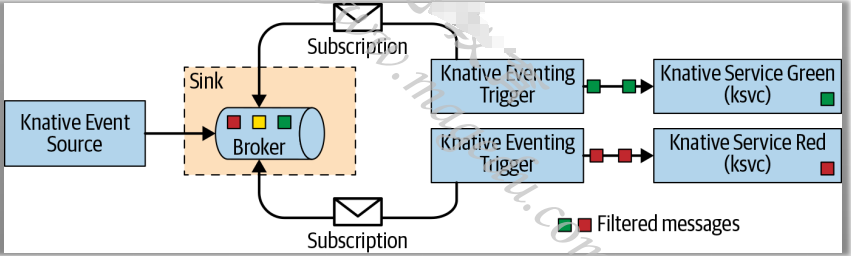 Subscription
Knative Event
Source
Sink
Broker
Knative Eventing
Trigger
Knative Service Green
(ksvc)
Knative Eventing
Trigger
Knative Service Red
(ksvc)
Subscription
Filtered messages